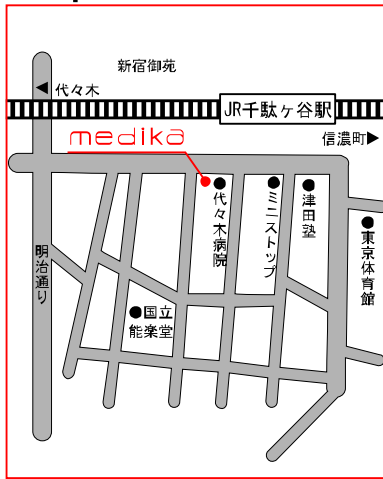 新宿御苑
代々木
JR千駄ヶ谷駅
信濃町
medika
代々木病院
ミニストップ
津田塾
東京体育館
明治通り
国立
能楽堂